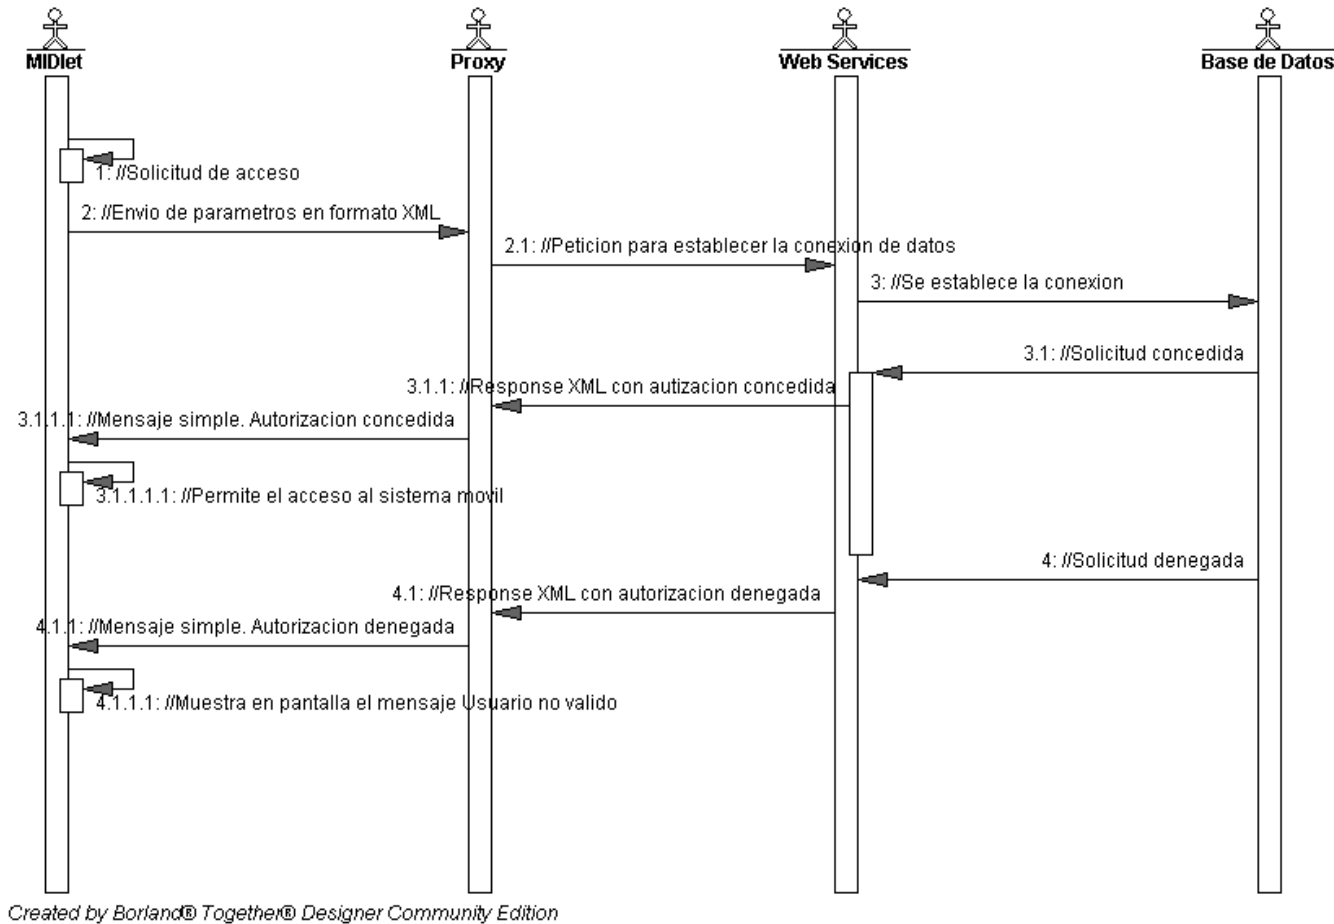 MIDlet
Proxy
Web Services
Base de Datos
1: //Solicitud de acceso
2: //Envio de parametros en formato XML
2.1: //Peticion para establecer la conexion de datos
3: //Se establece la conexion
3.1: //Solicitud concedida
3.1.1: //Response XML con autizacion concedida
3.1.1.1: //Mensaje simple. Autorizacion concedida
3.1.1.1.1: //Permite el acceso al sistema movil
4: //Solicitud denegada
4.1: //Response XML con autorizacion denegada
4.1.1: //Mensaje simple. Autorizacion denegada
4.1.1.1: //Muestra en pantalla el mensaje Usuario no valido
Created by Borland® Together® Designer Community Edition